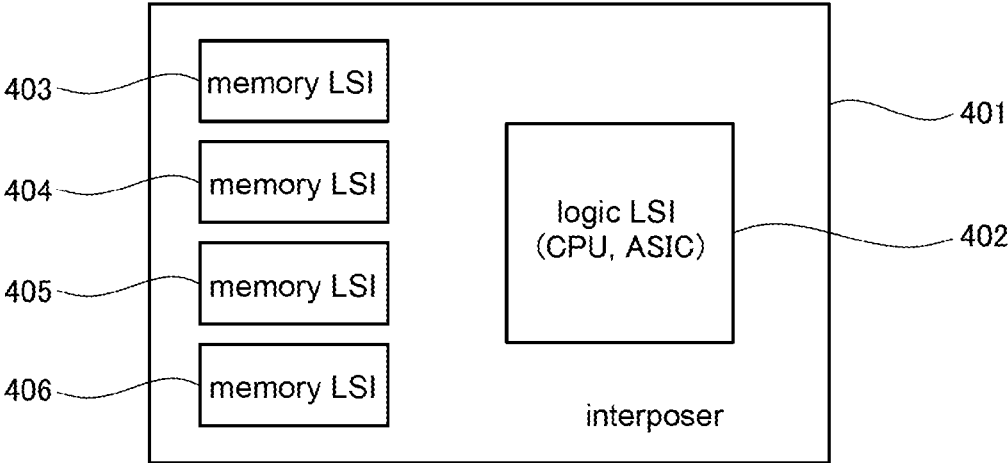 403
memory LSI
401
404
memory LSI
logic LSI
(CPU, ASIC)
402
405
memory LSI
406
memory LSI
interposer